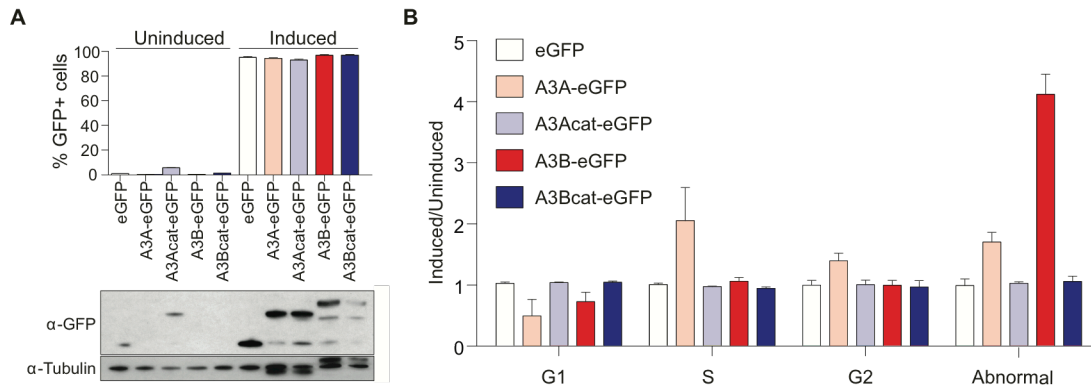 A
Uninduced
Induced
% GFP+ cells
100
80
60
40
20
0
eGFP
A3A-eGFP
A3Acat-eGFP
A3B-eGFP
A3Bcat-eGFP
eGFP
A3A-eGFP
A3Acat-eGFP
A3B-eGFP
A3Bcat-eGFP
α-GFP
α-Tubulin
B
Induced/Uninduced
5
4
3
2
1
0
eGFP
A3A-eGFP
A3Acat-eGFP
A3B-eGFP
A3Bcat-eGFP
G1
S
G2
Abnormal